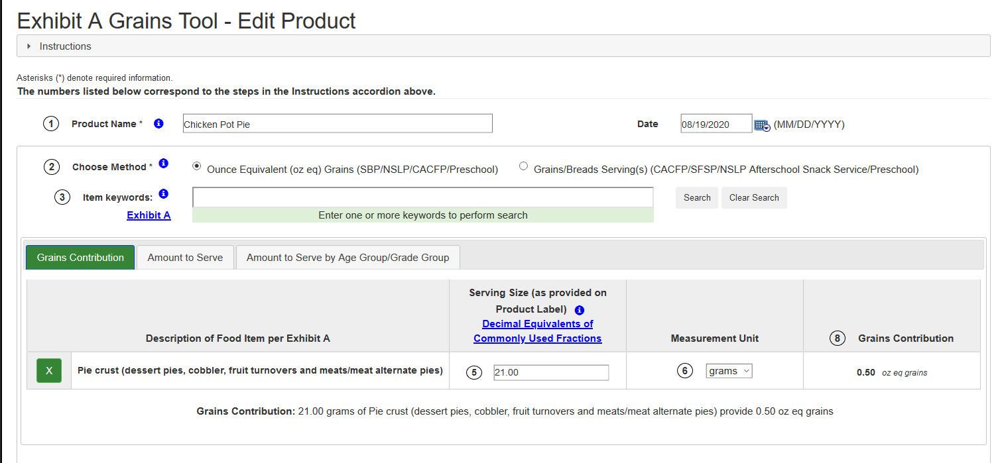 Exhibit A Grains Tool - Edit Product
Instructions
Asterisks (*) denote required information.
The numbers listed below correspond to the steps in the Instructions accordion above.
1 Product Name * i Chicken Pot Pie Date 08/19/2020 (MM/DD/YYYY)
2 Choose Method * i Ounce Equivalent (oz eq) Grains (SBP/NSLP/CACFP/Preschool) Grains/Breads Serving(s) (CACFP/SFSP/NSLP Afterschool Snack Service/Preschool)
3 Item keywords: i Search Clear Search
Exhibit A Enter one or more keywords to perform search
Grains Contribution Amount to Serve Amount to Serve by Age Group/Grade Group
Serving Size (as provided on
Product Label) i
Decimal Equivalents of
Description of Food Item per Exhibit A Commonly Used Fractions Measurement Unit 8 Grains Contribution
X Pie crust (dessert pies, cobbler, fruit turnovers and meats/meat alternate pies) 5 21.00 6 grams 0.50 oz eq grains
Grains Contribution: 21.00 grams of Pie crust (dessert pies, cobbler, fruit turnovers and meats/meat alternate pies) provide 0.50 oz eq grains